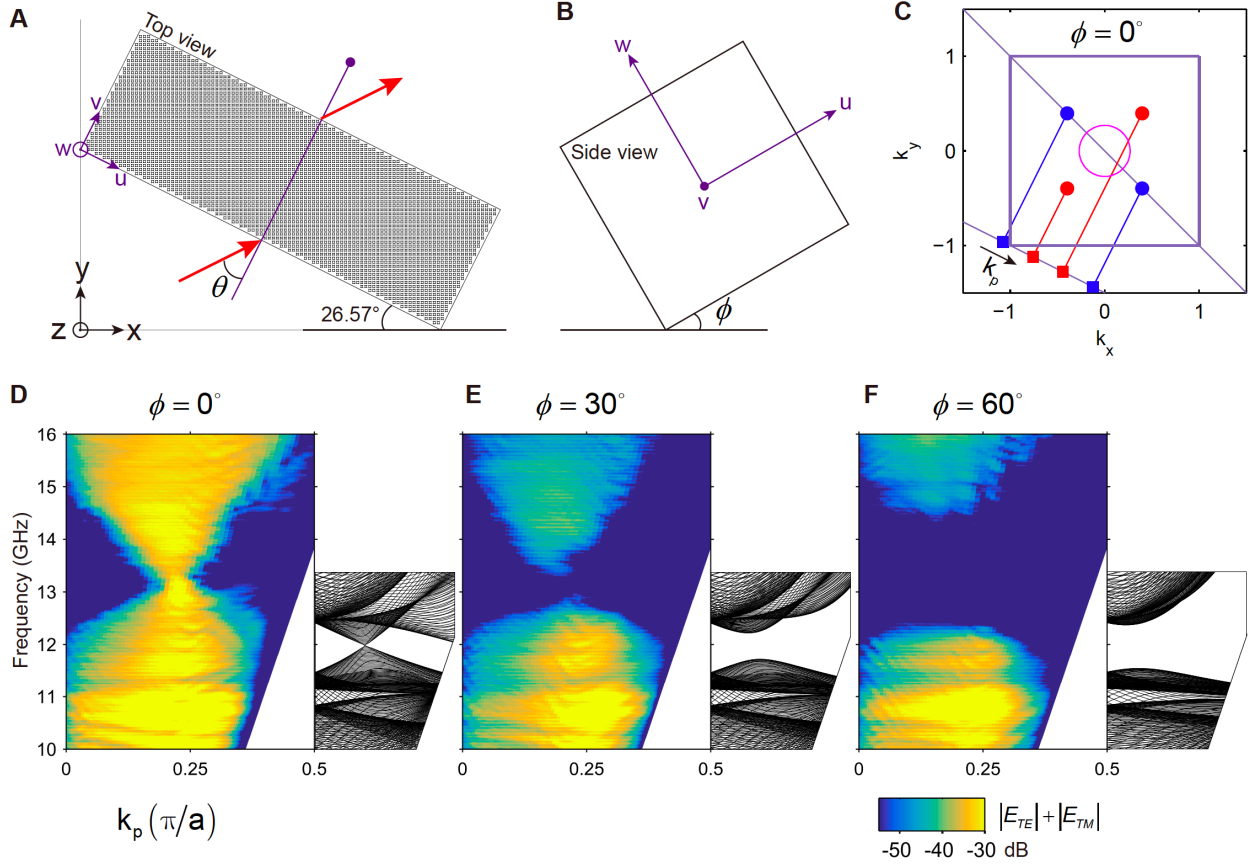 A
Top view
v
w
u
θ
26.57°
y
z
x
B
w
u
Side view
v
ϕ
C
ϕ = 0°
1
0
−1
k_y
k_p
−1
0
1
k_x
D
ϕ = 0°
E
ϕ = 30°
F
ϕ = 60°
16
15
14
13
12
11
10
Frequency (GHz)
0
0.25
0.5
0
0.25
0.5
0
0.25
0.5
k_p (π/a)
|E_TE| + |E_TM|
-50
-40
-30
dB